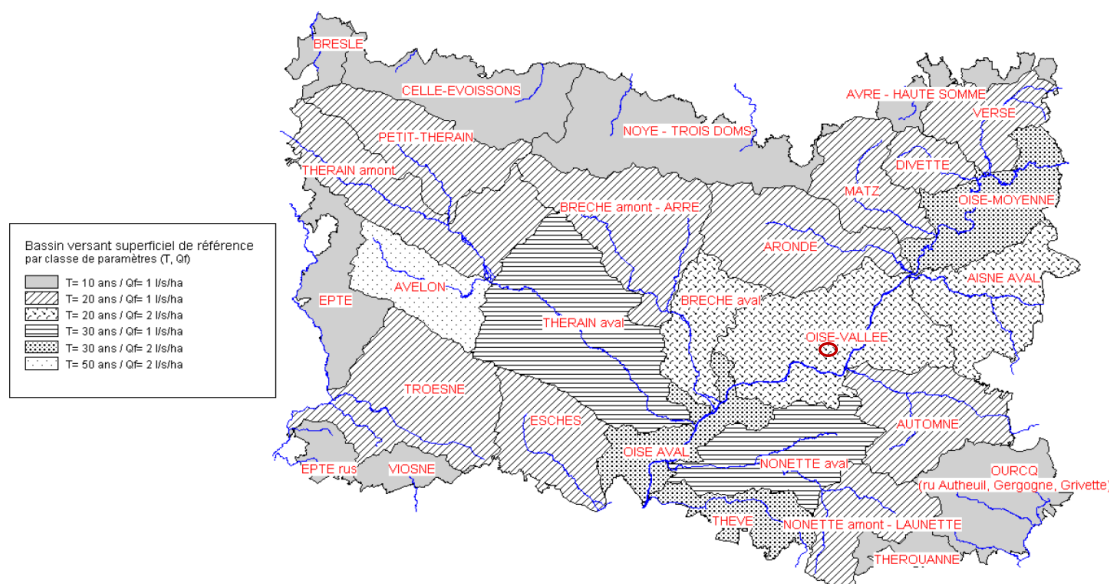 BRESLE
CELLE-EVOISSONS
AVRE - HAUTE SOMME
VERSE
NOYE - TROIS DOMS
PETIT-THERAIN
DIVETTE
THERAIN amont
MATZ
OISE-MOYENNE
BRECHE amont - ARRE
ARONDE
Bassin versant superficiel de référence
par classe de paramètres (T, Qf)
T= 10 ans / Qf= 1 l/s/ha
T= 20 ans / Qf= 1 l/s/ha
T= 20 ans / Qf= 2 l/s/ha
T= 30 ans / Qf= 1 l/s/ha
T= 30 ans / Qf= 2 l/s/ha
T= 50 ans / Qf= 2 l/s/ha
AISNE AVAL
AVELON
EPTE
BRECHE aval
THERAIN aval
OISE-VALLEE
TROESNE
ESCHES
AUTOMNE
OISE AVAL
NONETTE aval
EPTE rus
VIOSNE
OURCQ
(ru Autheuil, Gergogne, Grivette)
THEVE
NONETTE amont - LAUNETTE
THEROUANNE